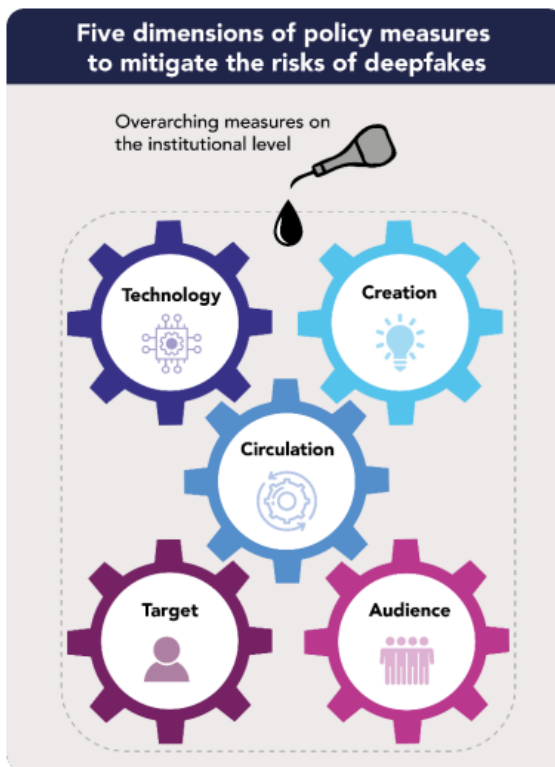 Five dimensions of policy measures
to mitigate the risks of deepfakes
Overarching measures on
the institutional level
Technology
Creation
Circulation
Target
Audience